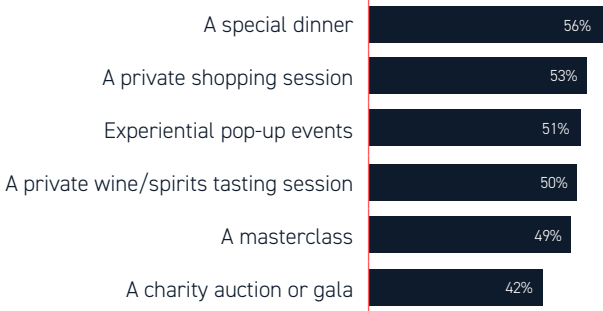 A special dinner 56%
A private shopping session 53%
Experiential pop-up events 51%
A private wine/spirits tasting session 50%
A masterclass 49%
A charity auction or gala 42%